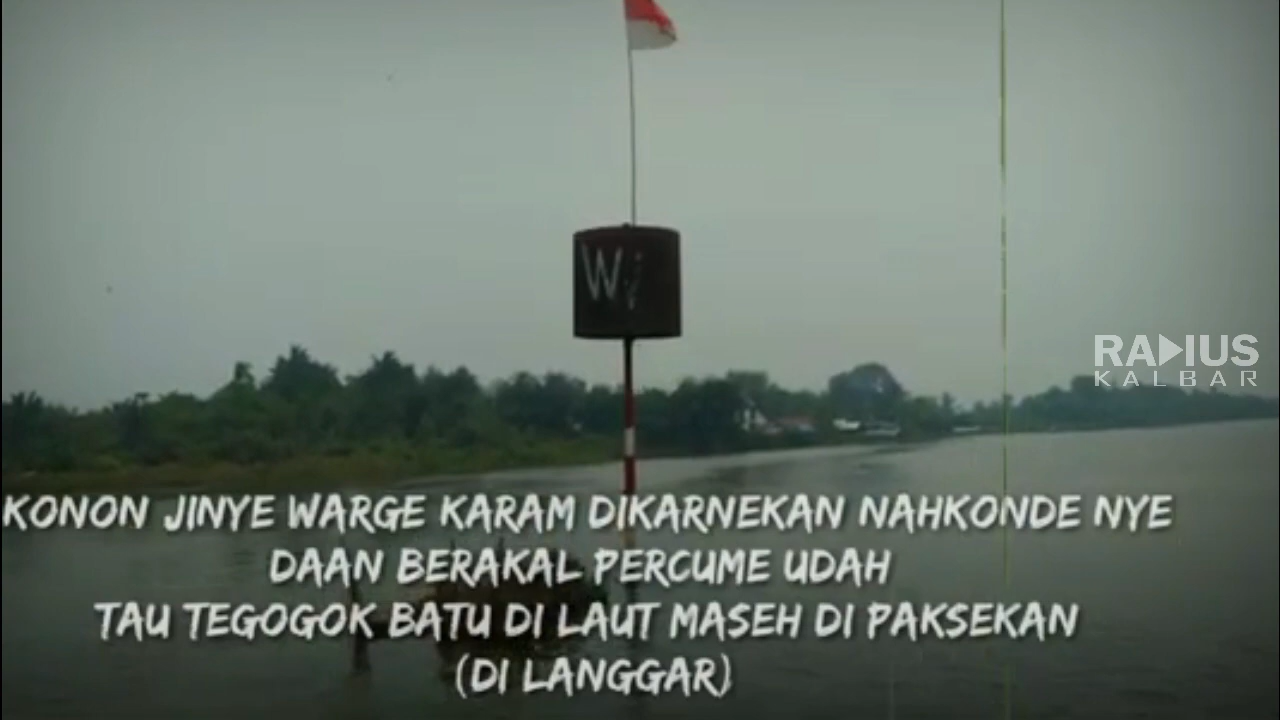 W
RADIUS
KALBAR
KONON JINYE WARGE KARAM DIKARNEKAN NAHKONDE NYE
DAAN BERAKAL PERCUME UDAH
TAU TEGOGOK BATU DI LAUT MASEH DI PAKSEKAN
(DI LANGGAR)